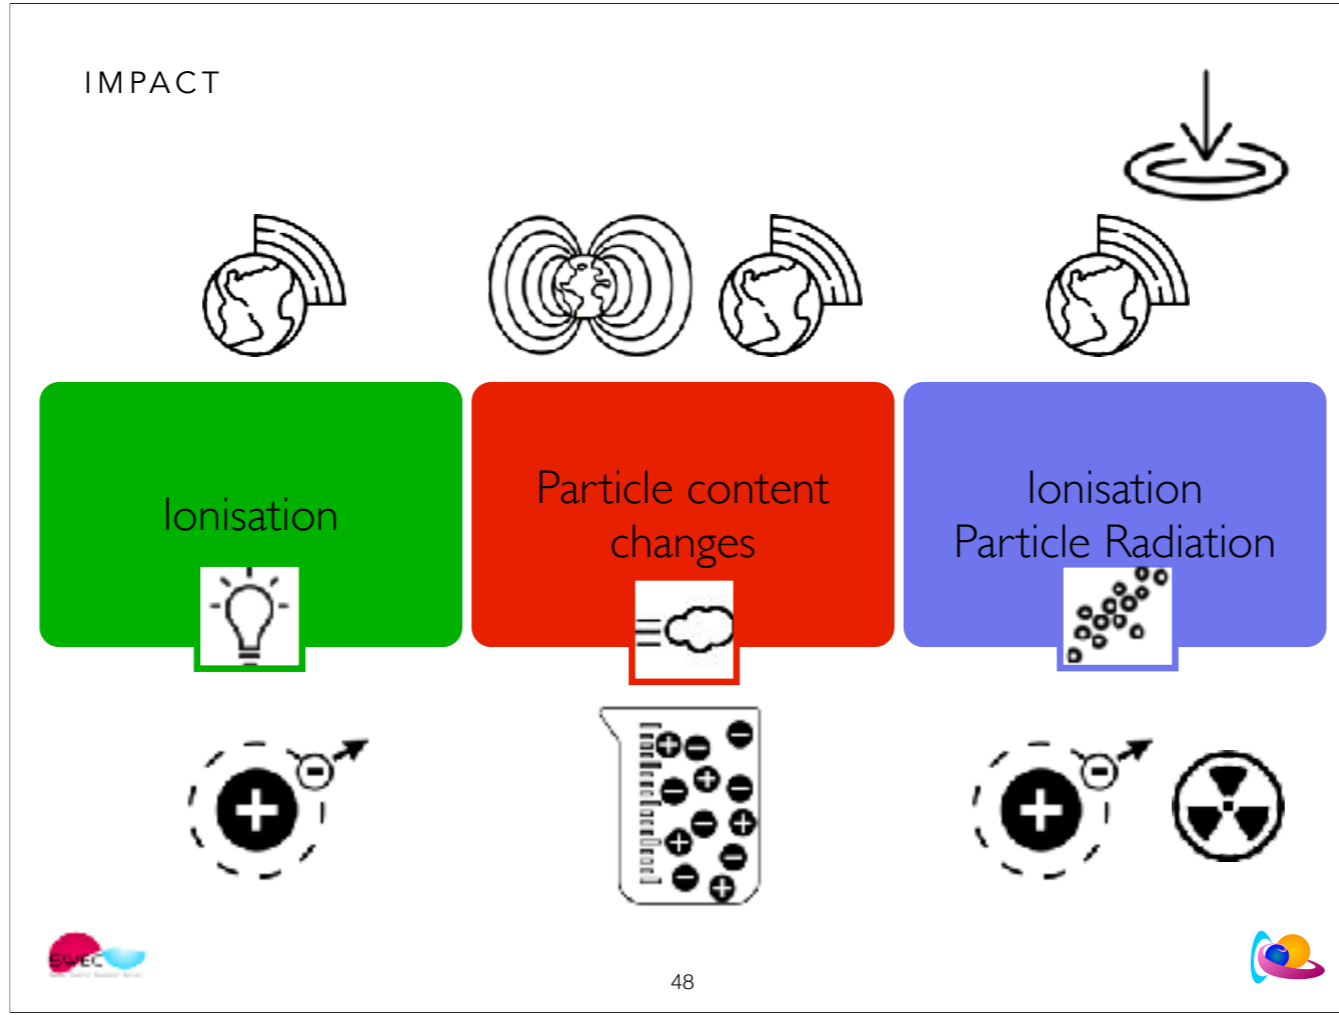 IMPACT
Ionisation
Particle content
changes
Ionisation
Particle Radiation
SWEC
48